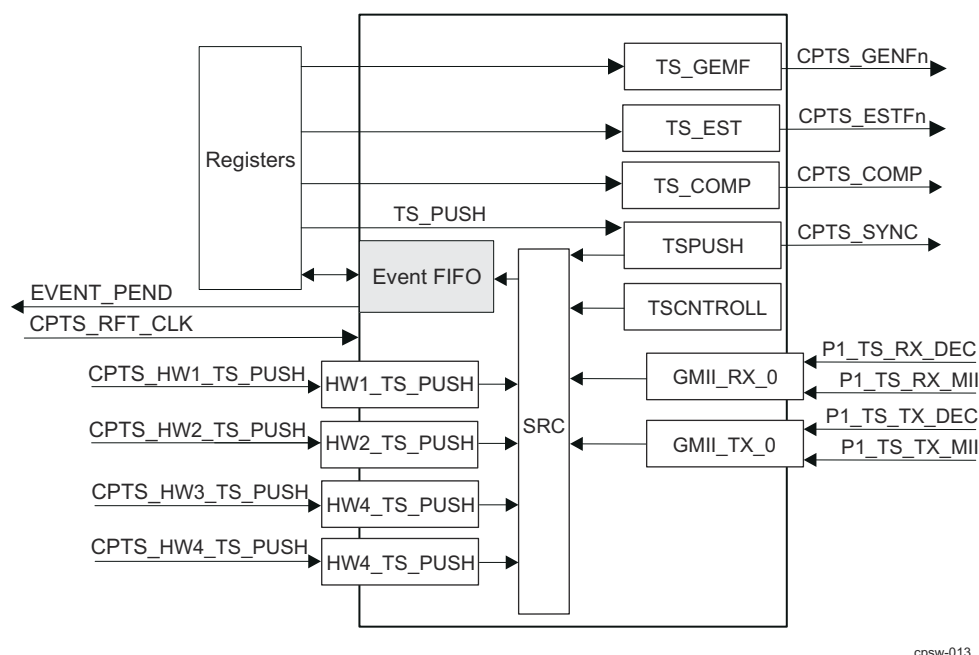 TS_GEMF
CPTS_GENFn
TS_EST
CPTS_ESTFn
Registers
TS_COMP
CPTS_COMP
TS_PUSH
TSPUSH
CPTS_SYNC
Event FIFO
EVENT_PEND
TSCNTROLL
CPTS_RFT_CLK
P1_TS_RX_DEC
CPTS_HW1_TS_PUSH
HW1_TS_PUSH
GMII_RX_0
P1_TS_RX_MII
P1_TS_TX_DEC
CPTS_HW2_TS_PUSH
HW2_TS_PUSH
SRC
GMII_TX_0
P1_TS_TX_MII
CPTS_HW3_TS_PUSH
HW4_TS_PUSH
CPTS_HW4_TS_PUSH
HW4_TS_PUSH
cpsw-013